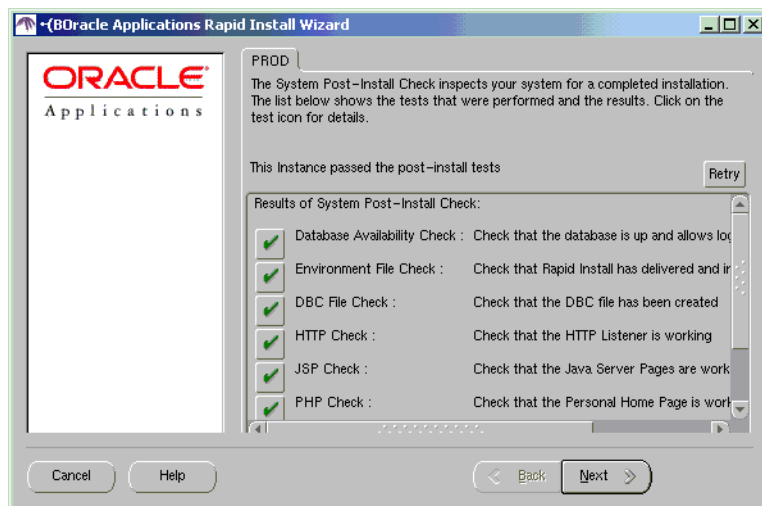 •‹(BOracle Applications Rapid Install Wizard
ORACLE®
Applications
PROD
The System Post-Install Check inspects your system for a completed installation.
The list below shows the tests that were performed and the results. Click on the
test icon for details.
This Instance passed the post-install tests
Retry
Results of System Post-Install Check:
Database Availability Check : Check that the database is up and allows log
Environment File Check : Check that Rapid Install has delivered and in
DBC File Check : Check that the DBC file has been created
HTTP Check : Check that the HTTP Listener is working
JSP Check : Check that the Java Server Pages are work
PHP Check : Check that the Personal Home Page is work
Cancel
Help
Back
Next